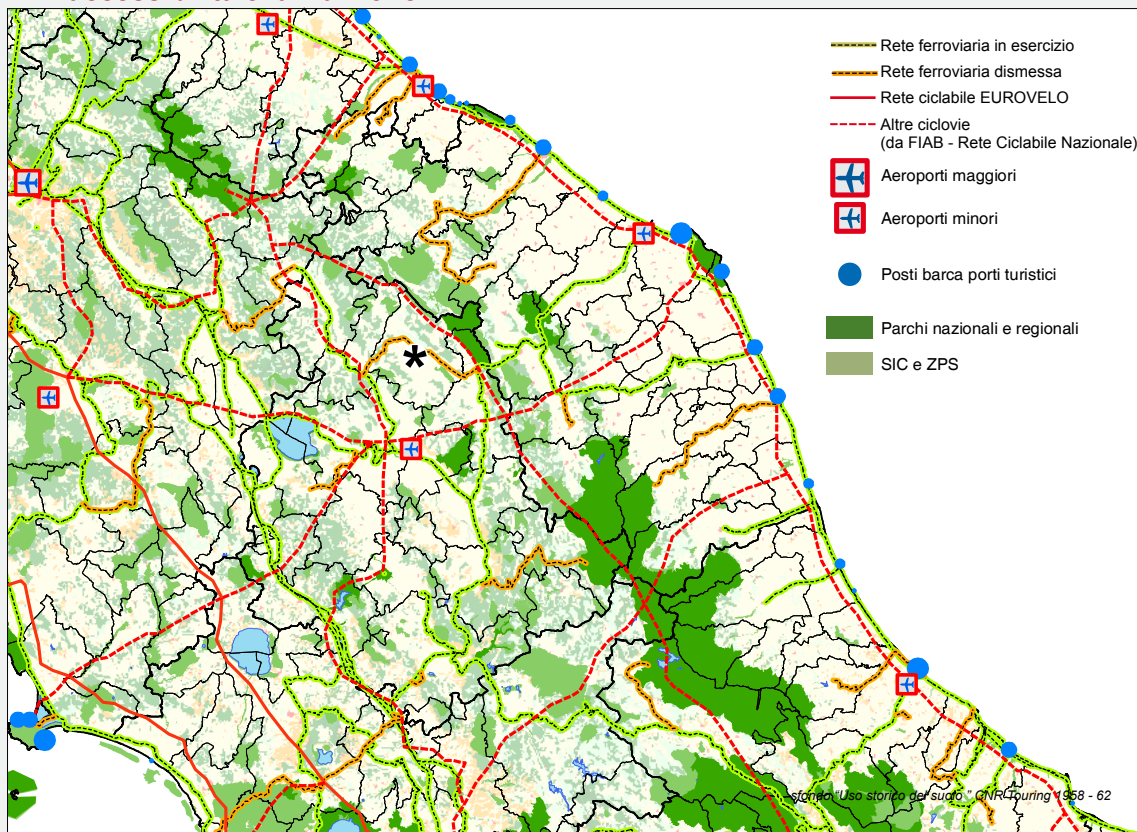 Rete ferroviaria in esercizio
Rete ferroviaria dismessa
Rete ciclabile EUROVELO
Altre ciclovie
(da FIAB - Rete Ciclabile Nazionale)
Aeroporti maggiori
Aeroporti minori
Posti barca porti turistici
Parchi nazionali e regionali
SIC e ZPS
*
sfondo "Uso storico del suolo" CNR Touring 1958 - 62